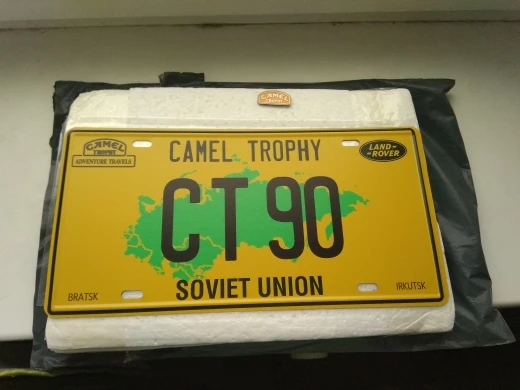 CAMEL
TROPHY
CAMEL
TROPHY
ADVENTURE TRAVELS
CAMEL TROPHY
LAND-
-ROVER
CT 90
SOVIET UNION
BRATSK
IRKUTSK